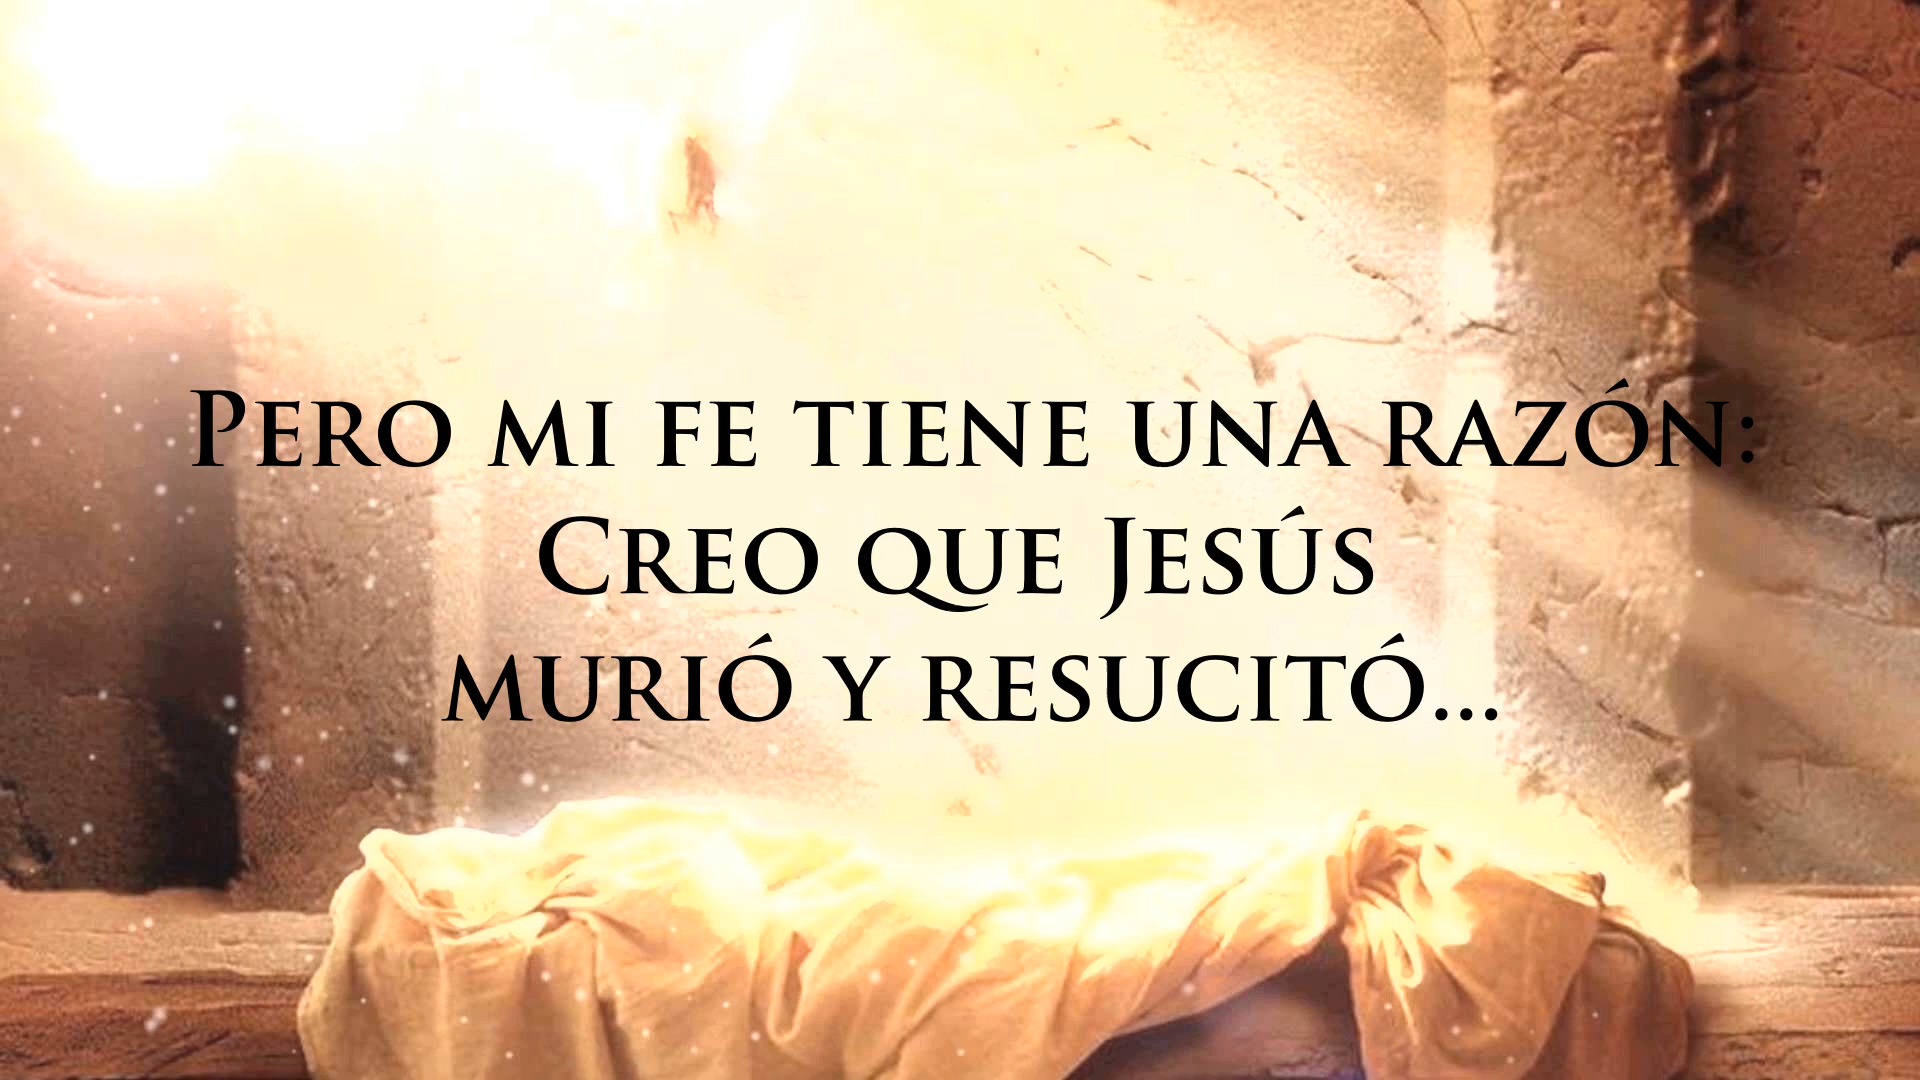 Pero mi fe tiene una razón:
Creo que Jesús
murió y resucitó...